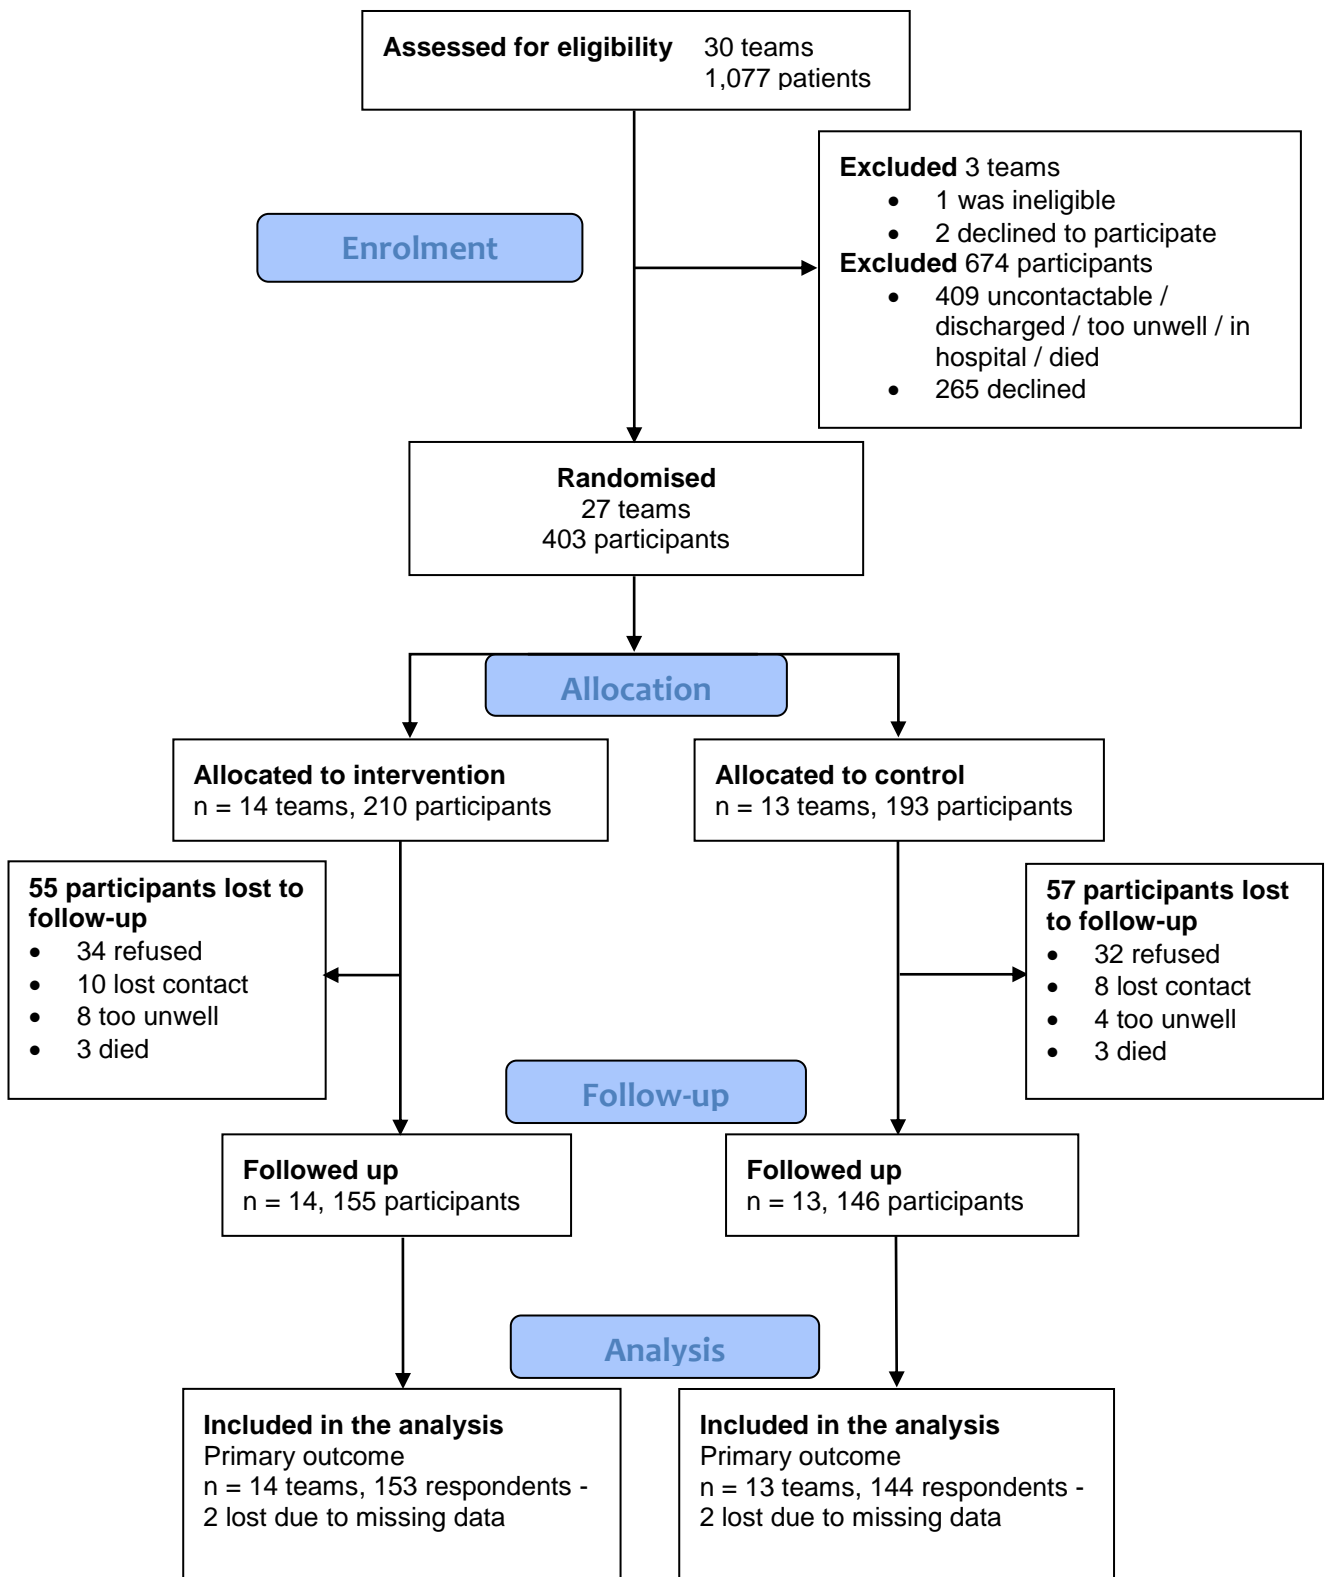 Assessed for eligibility 30 teams
1,077 patients
Excluded 3 teams
• 1 was ineligible
• 2 declined to participate
Excluded 674 participants
• 409 uncontactable /
discharged / too unwell / in
hospital / died
• 265 declined
Enrolment
Randomised
27 teams
403 participants
Allocation
Allocated to intervention
n = 14 teams, 210 participants
Allocated to control
n = 13 teams, 193 participants
55 participants lost to
follow-up
• 34 refused
• 10 lost contact
• 8 too unwell
• 3 died
57 participants lost
to follow-up
• 32 refused
• 8 lost contact
• 4 too unwell
• 3 died
Follow-up
Followed up
n = 14, 155 participants
Followed up
n = 13, 146 participants
Analysis
Included in the analysis
Primary outcome
n = 14 teams, 153 respondents -
2 lost due to missing data
Included in the analysis
Primary outcome
n = 13 teams, 144 respondents -
2 lost due to missing data